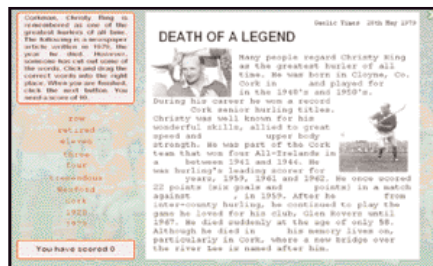 Corkman, Christy Ring is
remembered as one of the
greatest hurlers of all time.
The following is a newspaper
article written in 1979, the
year he died. However,
someone has cut out some of
the words. Click and drag the
correct words into the right
place. When you are finished,
click the next button. You
need a score of 10.
row
retired
eleven
three
four
tremendous
Wexford
Cork
1920
1979
You have scored 0
Gaelic Times 20th May 1979
DEATH OF A LEGEND
Many people regard Christy Ring
as the greatest hurler of all
time. He was born in Cloyne, Co.
Cork in and played for
in the 1940's and 1950's.
During his career he won a record
Cork senior hurling titles.
Christy was well known for his
wonderful skills, allied to great
speed and upper body
strength. He was part of the Cork
team that won four All-Irelands in
a between 1941 and 1944. He
was hurling's leading scorer for
years, 1959, 1961 and 1962. He once scored
22 points (six goals and points) in a match
against , in 1959. After he from
inter-county hurling, he continued to play the
game he loved for his club, Glen Rovers until
1967. He died suddenly at the age of only 58.
Although he died in his memory lives on,
particularly in Cork, where a new bridge over
the river Lee is named after him.